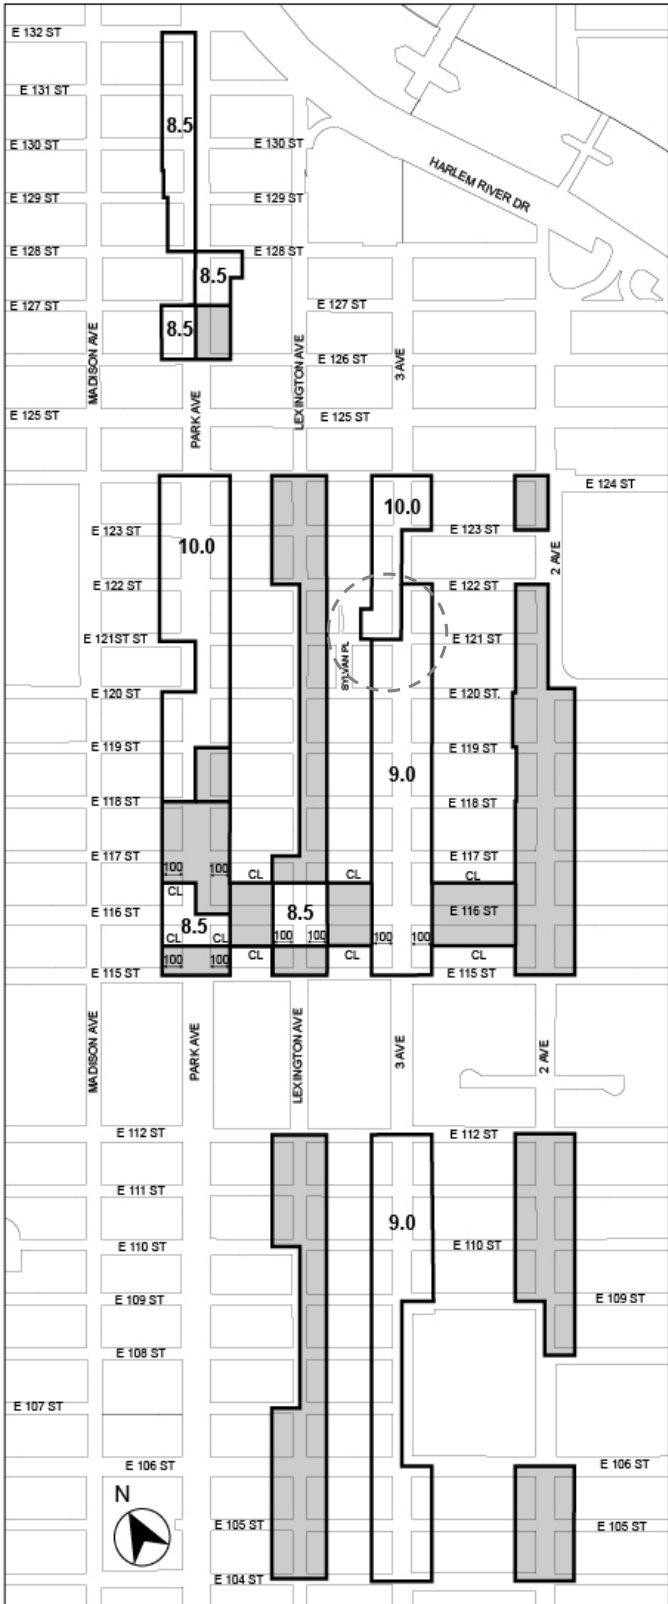 E 132 ST
E 131 ST
8.5
E 130 ST
E 130 ST
HARLEM RIVER DR
E 129 ST
E 129 ST
E 128 ST
E 128 ST
8.5
E 127 ST
E 127 ST
8.5
MADISON AVE
LEXINGTON AVE
3 AVE
E 126 ST
PARK AVE
E 125 ST
E 125 ST
E 124 ST
10.0
E 123 ST
E 123 ST
10.0
2 AVE
E 122 ST
E 122 ST
E 121ST ST
E 121 ST
SYLVAN PL
E 120 ST
E 120 ST.
E 119 ST
E 119 ST
9.0
E 118 ST
E 118 ST
E 117 ST
E 117 ST
100
100
CL
CL
CL
CL
E 116 ST
8.5
E 116 ST
8.5
CL
CL
100
100
100
100
CL
CL
CL
100
100
E 115 ST
E 115 ST
MADISON AVE
PARK AVE
LEXINGTON AVE
3 AVE
2 AVE
E 112 ST
E 112 ST
E 111 ST
9.0
E 110 ST
E 110 ST
E 109 ST
E 109 ST
E 108 ST
E 107 ST
E 106 ST
E 106 ST
N
E 105 ST
E 105 ST
E 104 ST